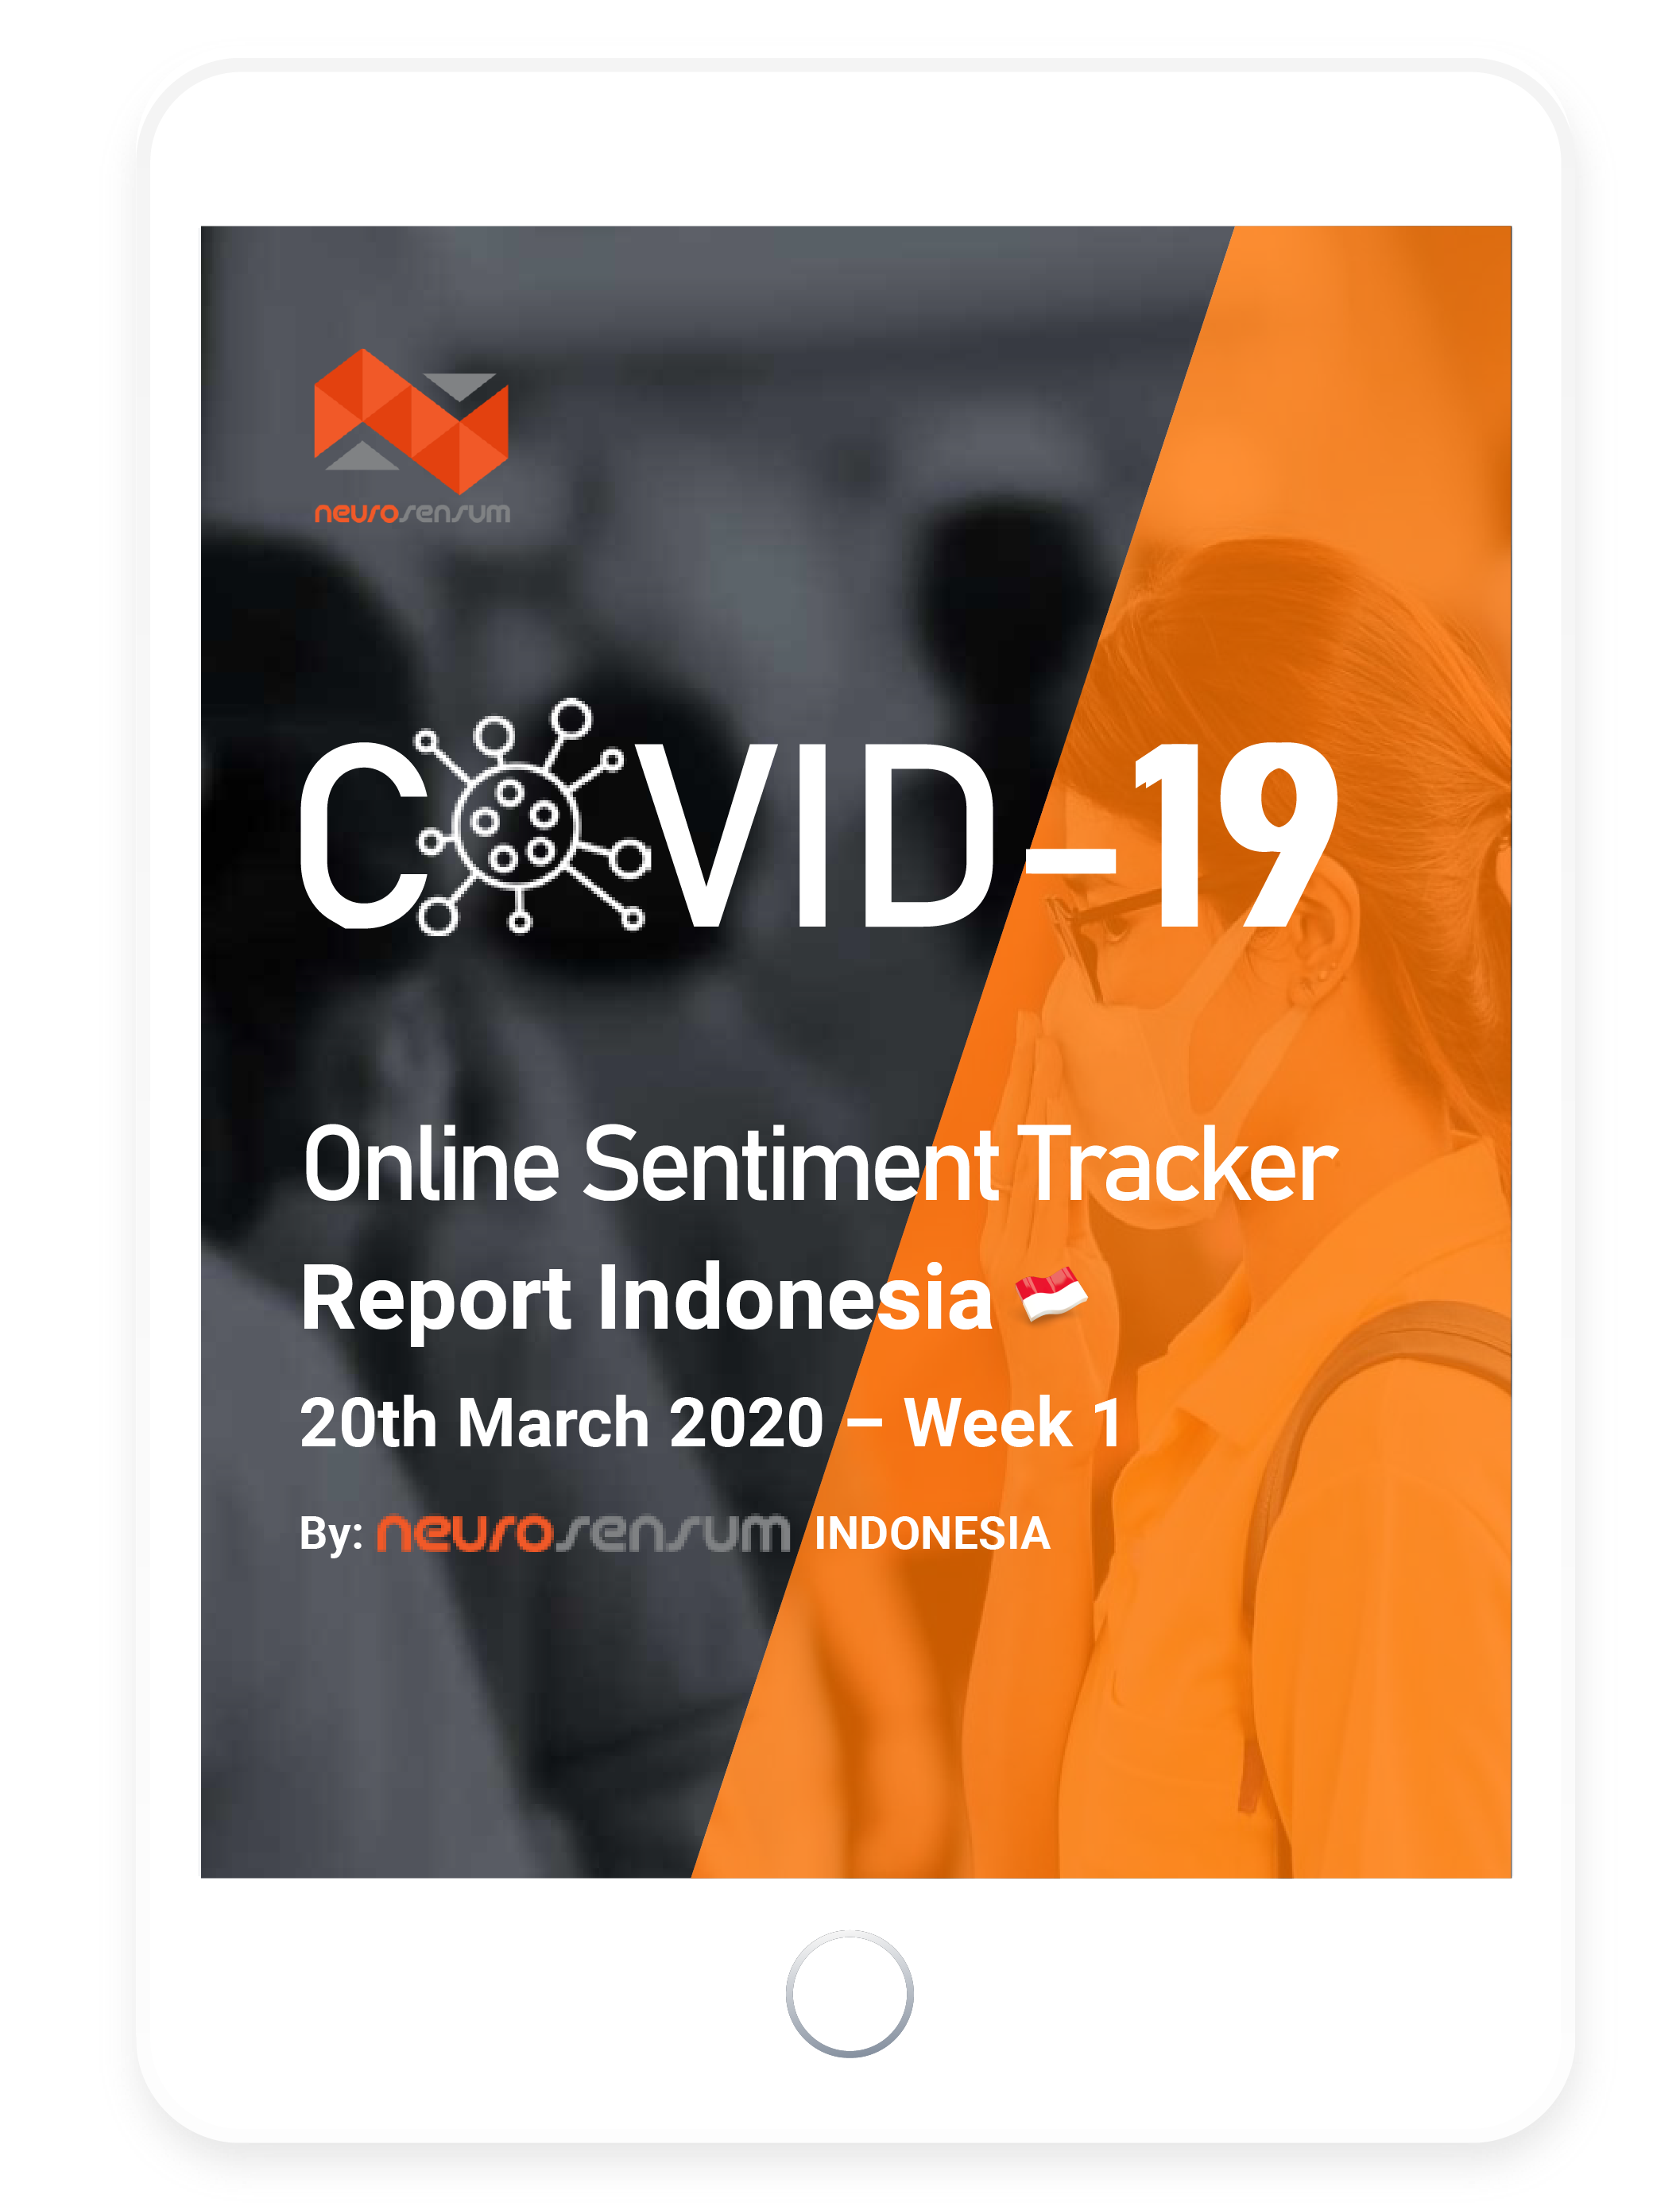 neurosensum
COVID-19
Online Sentiment Tracker
Report Indonesia
20th March 2020 – Week 1
By: neurosensum INDONESIA